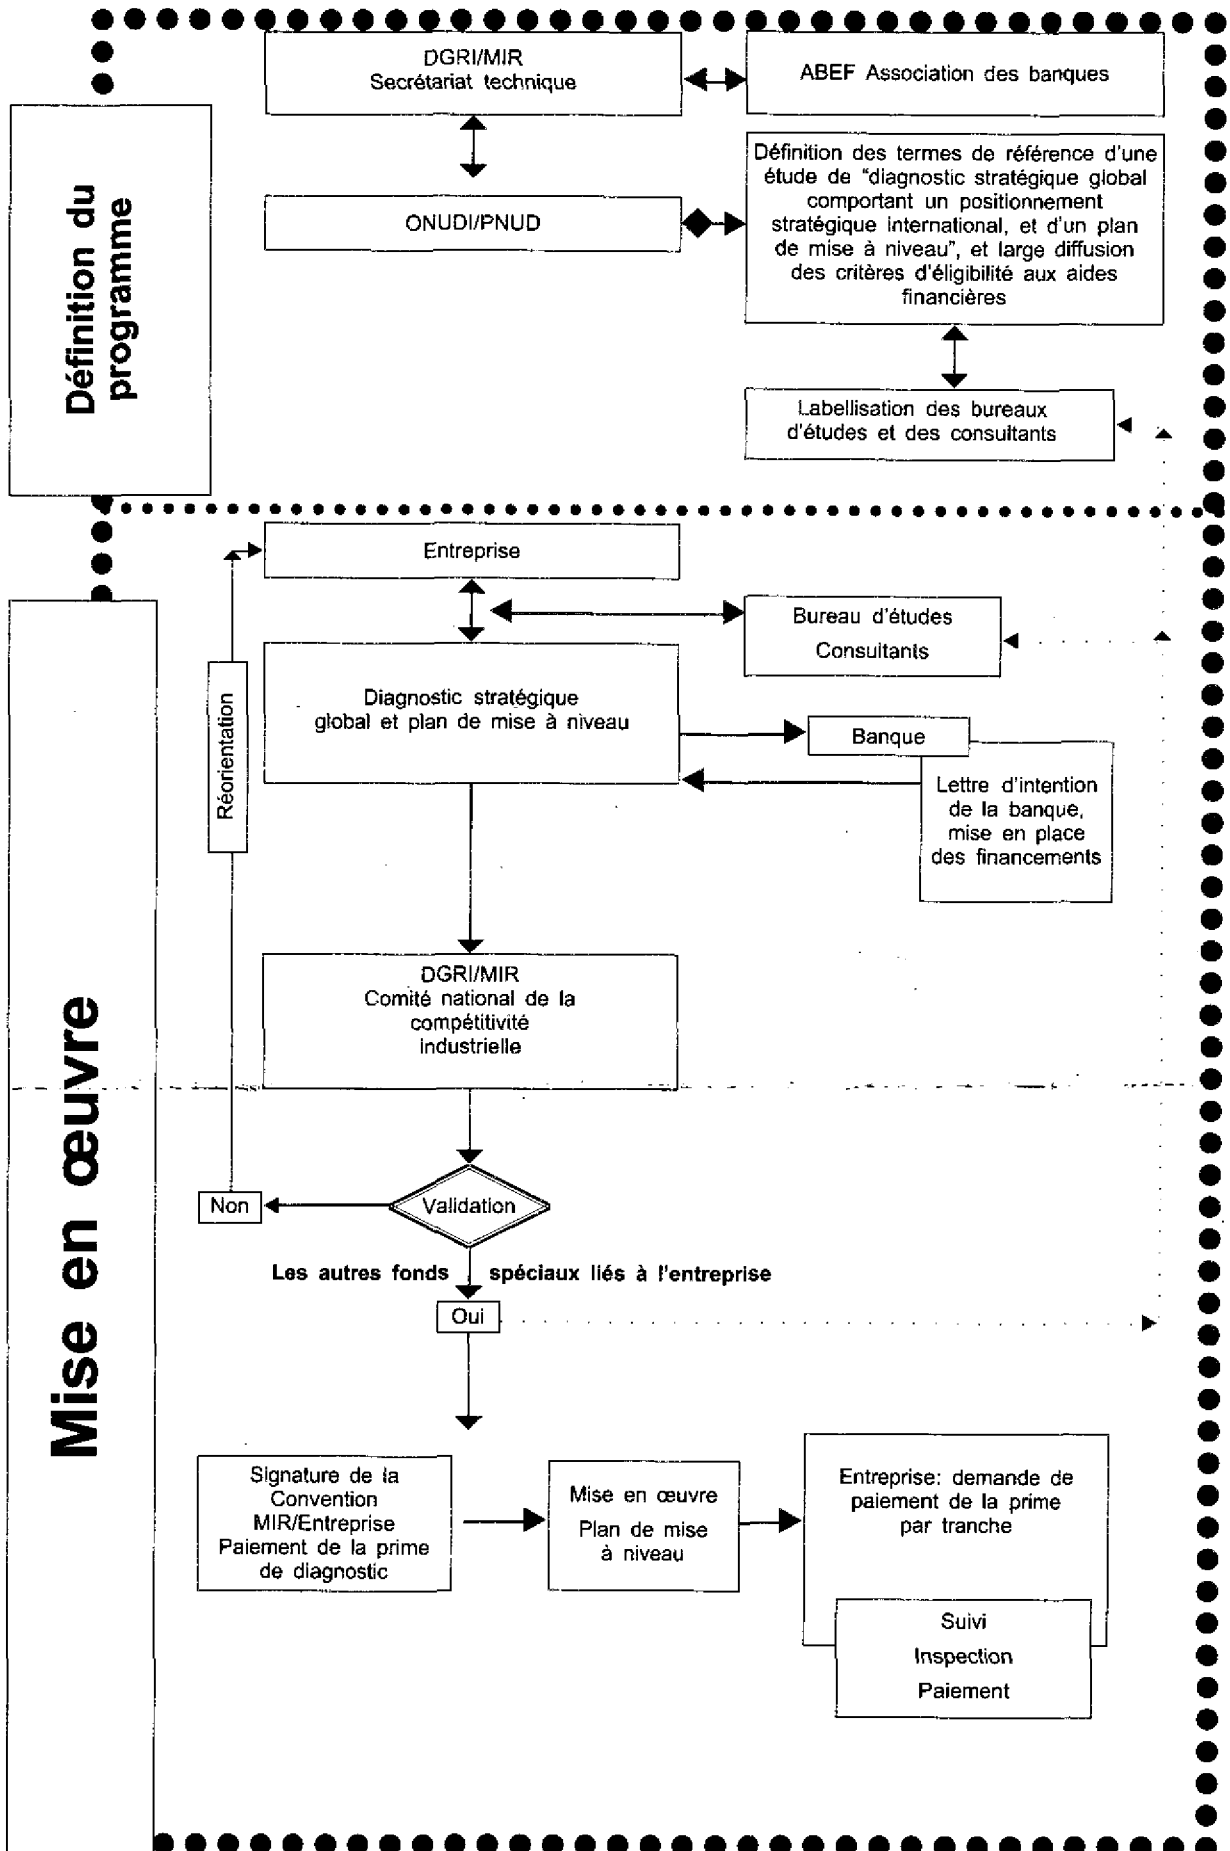 DGRI/MIR
Secrétariat technique
ABEF Association des banques
Définition du
programme
ONUDI/PNUD
Définition des termes de référence d'une
étude de "diagnostic stratégique global
comportant un positionnement
stratégique international, et d'un plan
de mise à niveau", et large diffusion
des critères d'éligibilité aux aides
financières
Labellisation des bureaux
d'études et des consultants
Mise en œuvre
Entreprise
Bureau d'études
Consultants
Réorientation
Diagnostic stratégique
global et plan de mise à niveau
Banque
Lettre d'intention
de la banque,
mise en place
des financements
DGRI/MIR
Comité national de la
compétitivité
industrielle
Non
Validation
Les autres fonds spéciaux liés à l'entreprise
Oui
Signature de la
Convention
MIR/Entreprise
Paiement de la prime
de diagnostic
Mise en œuvre
Plan de mise
à niveau
Entreprise: demande de
paiement de la prime
par tranche
Suivi
Inspection
Paiement